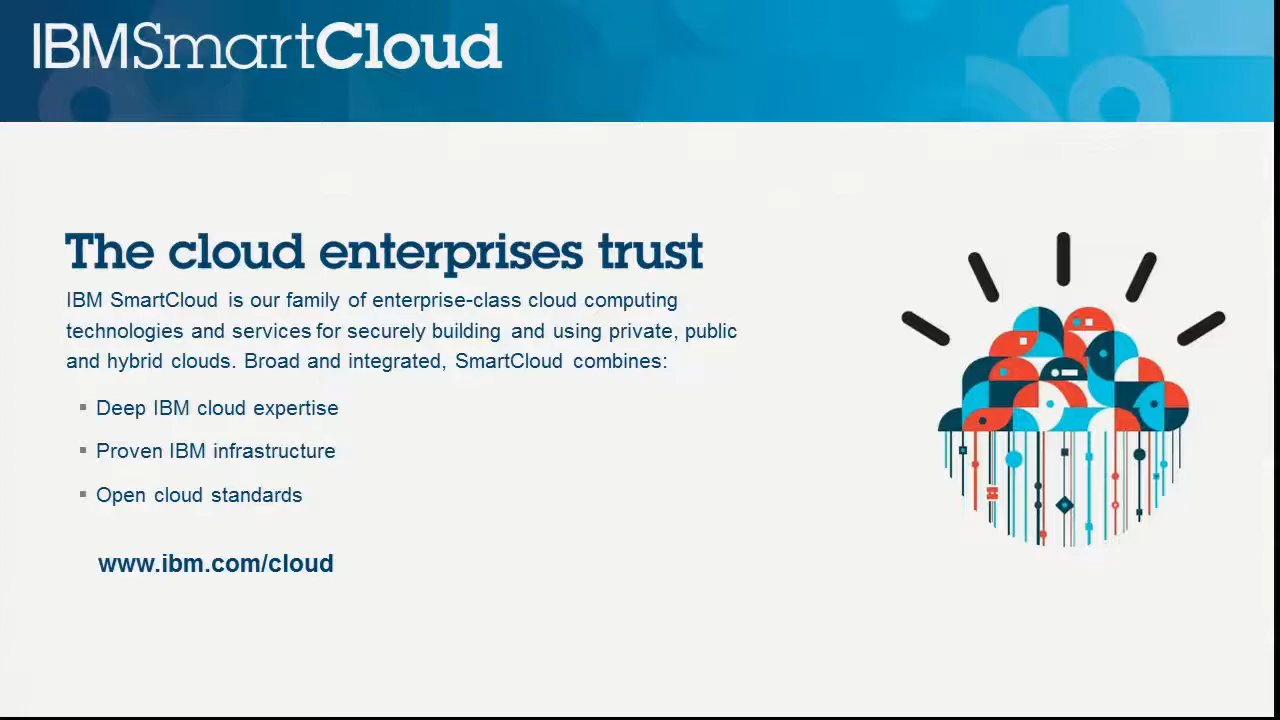 IBMSmartCloud
The cloud enterprises trust
IBM SmartCloud is our family of enterprise-class cloud computing
technologies and services for securely building and using private, public
and hybrid clouds. Broad and integrated, SmartCloud combines:
▪ Deep IBM cloud expertise
▪ Proven IBM infrastructure
▪ Open cloud standards
www.ibm.com/cloud